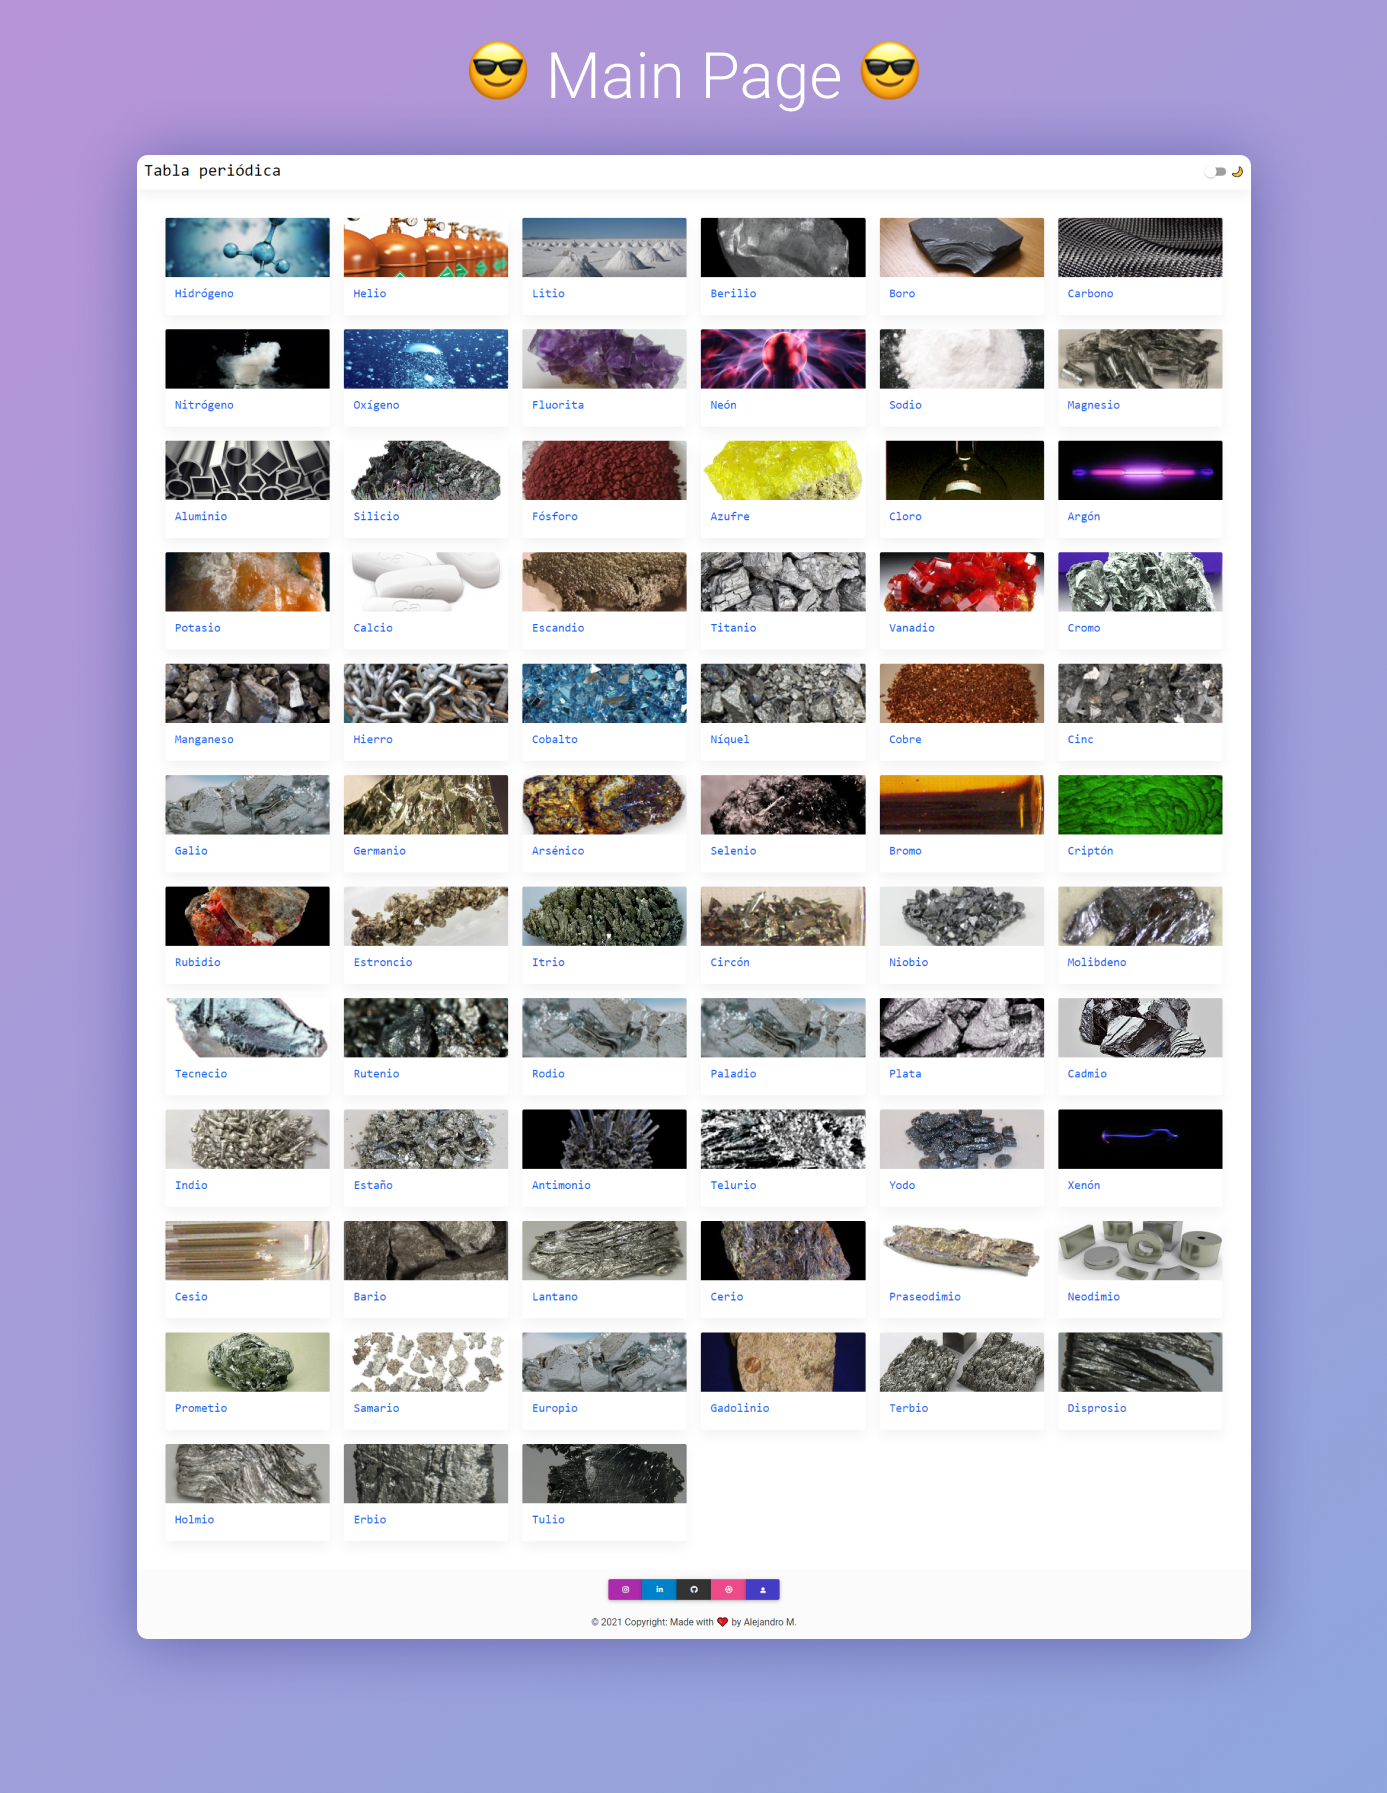 😎 Main Page 😎
Tabla periódica 🌙
Hidrógeno Helio Litio Berilio Boro Carbono
Nitrógeno Oxígeno Fluorita Neón Sodio Magnesio
Aluminio Silicio Fósforo Azufre Cloro Argón
Potasio Calcio Escandio Titanio Vanadio Cromo
Manganeso Hierro Cobalto Níquel Cobre Cinc
Galio Germanio Arsénico Selenio Bromo Criptón
Rubidio Estroncio Itrio Circón Niobio Molibdeno
Tecnecio Rutenio Rodio Paladio Plata Cadmio
Indio Estaño Antimonio Telurio Yodo Xenón
Cesio Bario Lantano Cerio Praseodimio Neodimio
Prometio Samario Europio Gadolinio Terbio Disprosio
Holmio Erbio Tulio
© 2021 Copyright: Made with ❤️ by Alejandro M.